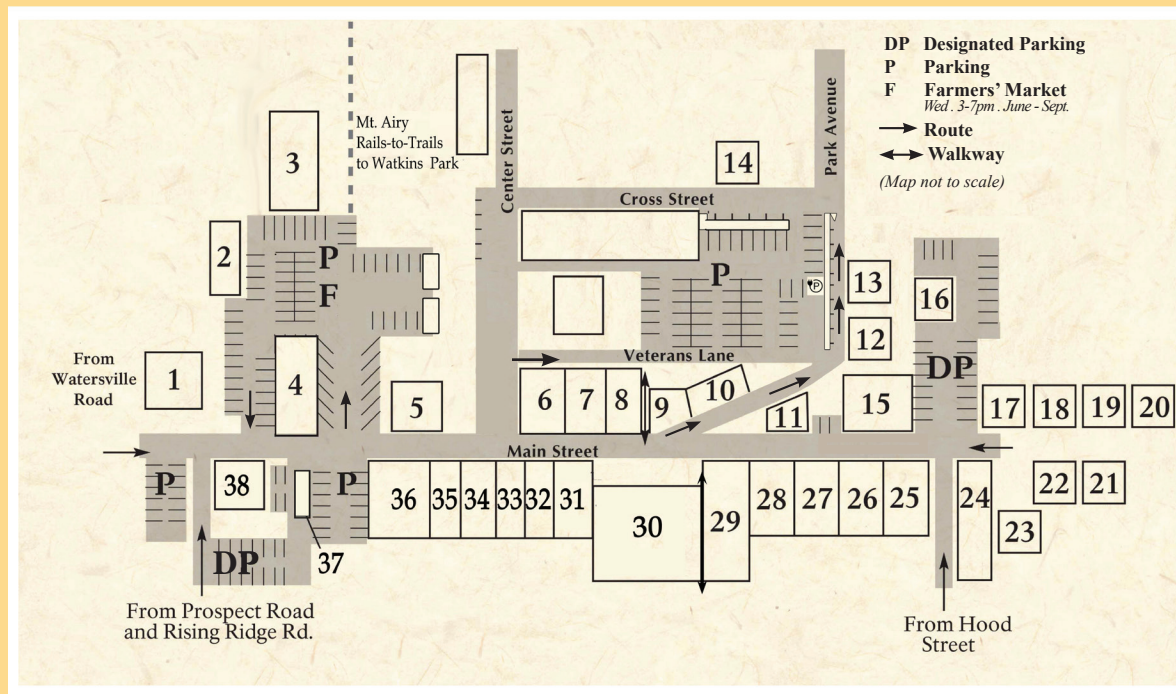 DP Designated Parking
P Parking
F Farmers' Market
Wed . 3-7pm . June - Sept.
Route
Walkway
(Map not to scale)
Mt. Airy
Rails-to-Trails
to Watkins Park
Center Street
Park Avenue
Cross Street
14
3
2
P
F
P
P
13
16
12
From
Watersville
Road
1
4
5
Veterans Lane
DP
6
7
8
9
10
11
15
17
18
19
20
Main Street
P
38
P
36
35
34
33
32
31
30
29
28
27
26
25
24
22
21
23
37
DP
From Prospect Road
and Rising Ridge Rd.
From Hood
Street